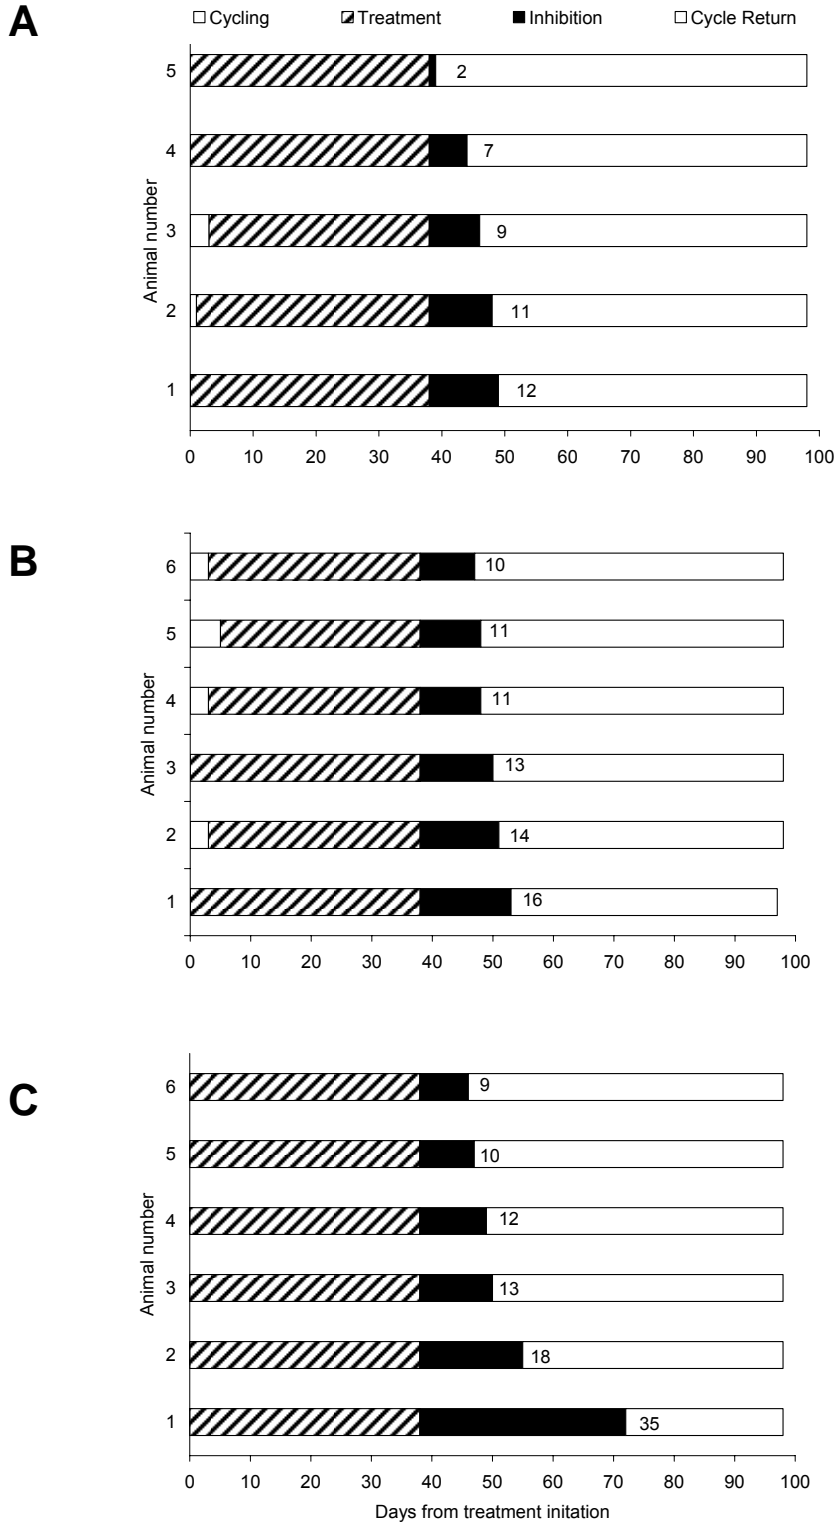 A
Cycling Treatment Inhibition Cycle Return
5 2
4 7
3 9
2 11
1 12
Animal number
0 10 20 30 40 50 60 70 80 90 100
B
6 10
5 11
4 11
3 13
2 14
1 16
Animal number
0 10 20 30 40 50 60 70 80 90 100
C
6 9
5 10
4 12
3 13
2 18
1 35
Animal number
0 10 20 30 40 50 60 70 80 90 100
Days from treatment initation